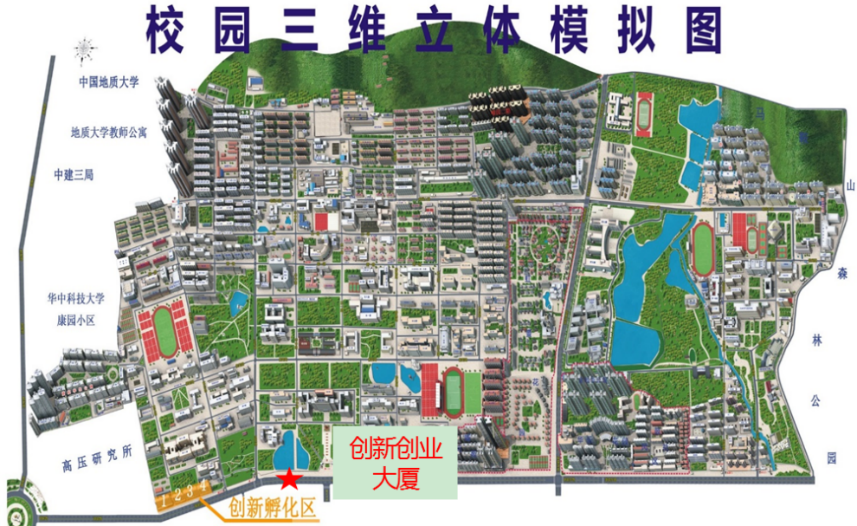 校园三维立体模拟图
中国地质大学
地质大学教师公寓
中建三局
马鞍
山
森
林
公
园
华中科技大学
康园小区
高压研究所
创新创业
大厦
1 2 3 4
创新孵化区